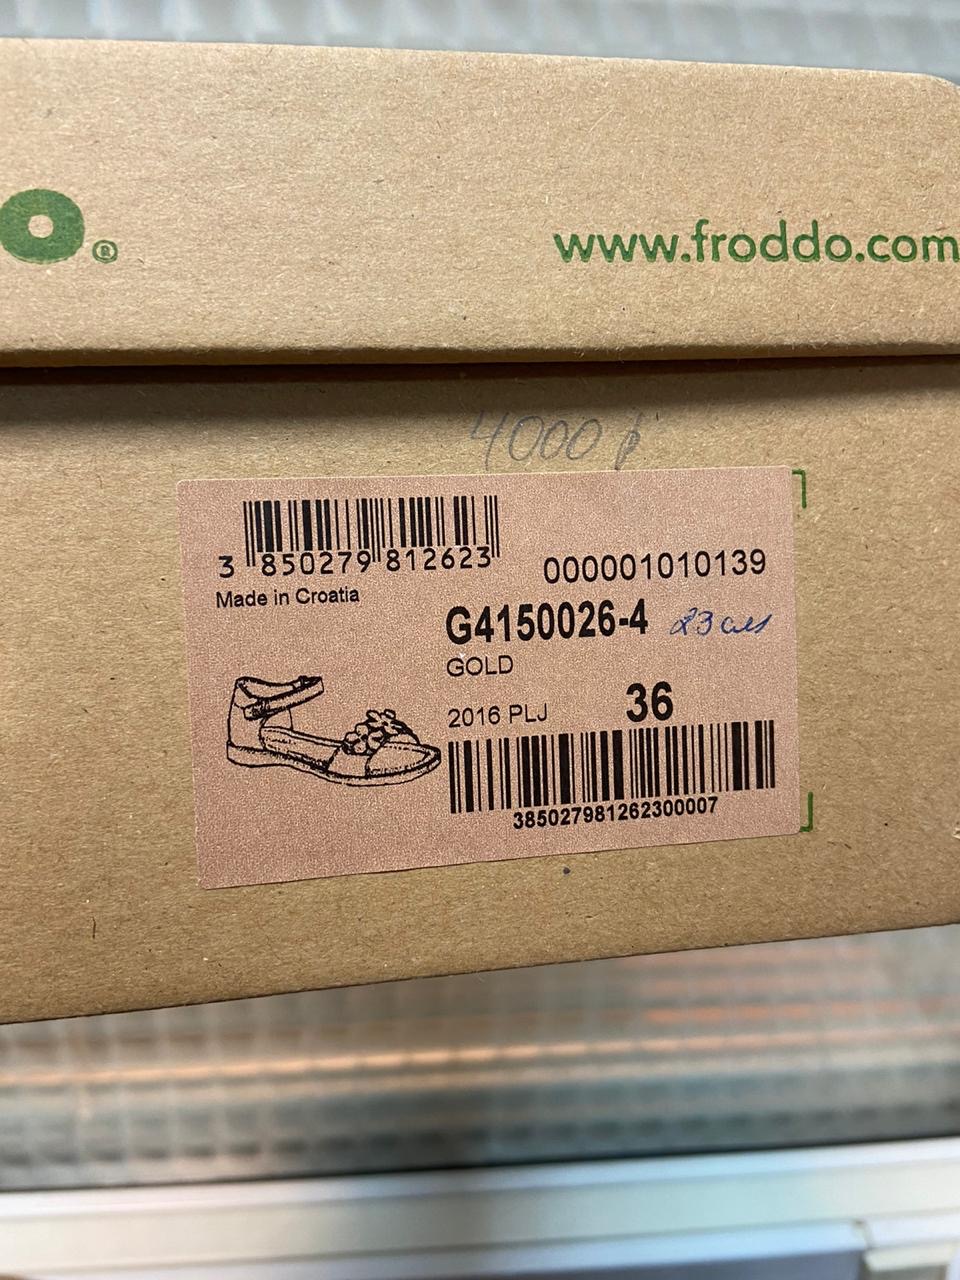 o®
www.froddo.com
4000 р
3 850279 812623
Made in Croatia
000001010139
G4150026-4 23 см
GOLD
2016 PLJ 36
385027981262300007